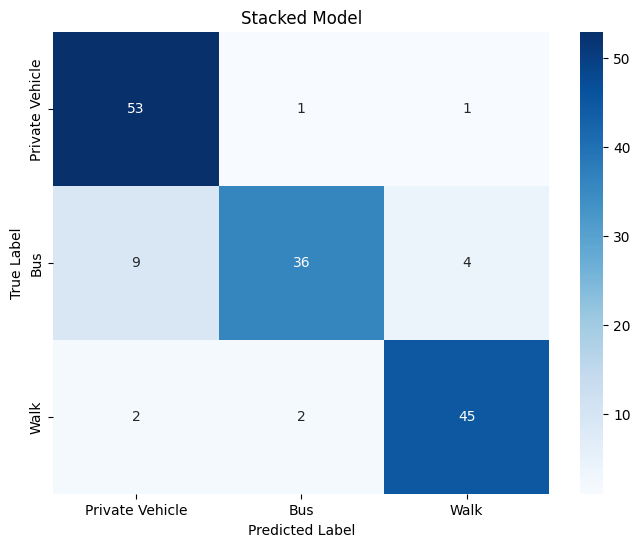 Stacked Model
True Label
Private Vehicle
Bus
Walk
53 1 1
9 36 4
2 2 45
Private Vehicle Bus Walk
Predicted Label
50
40
30
20
10